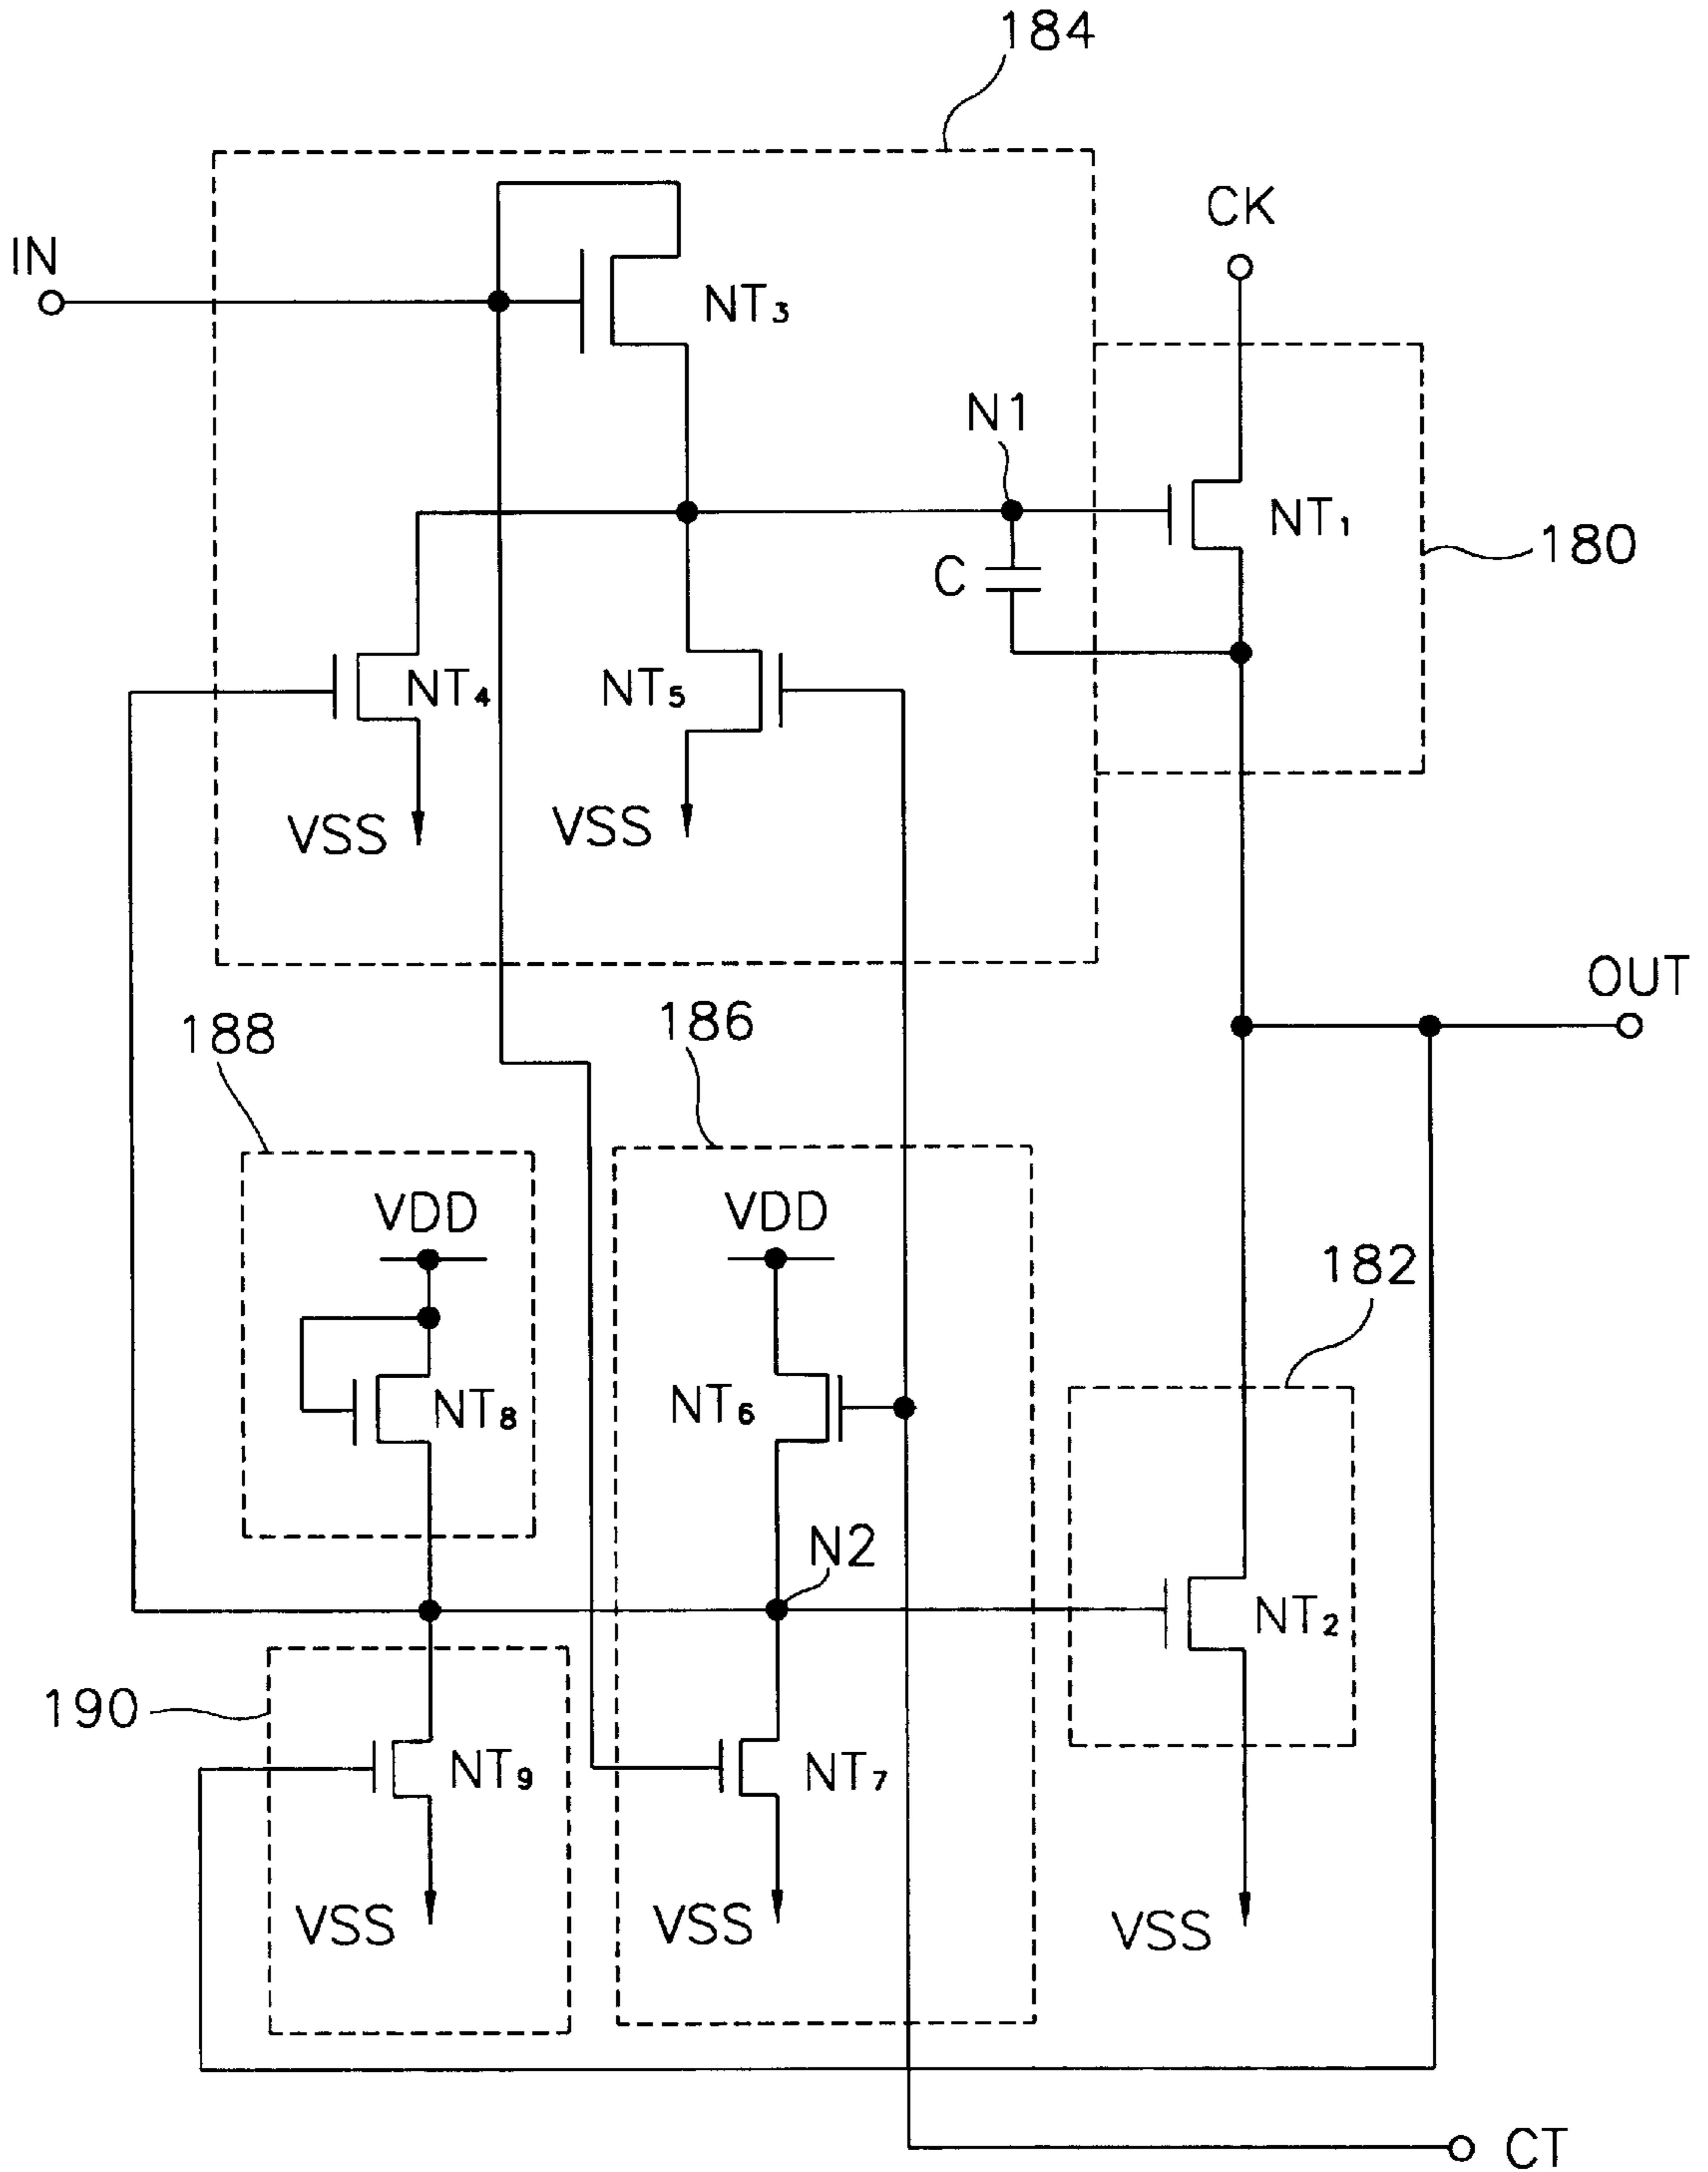 184
CK
IN
NT₃
N1
NT₁
180
C
NT₄
NT₅
VSS
VSS
OUT
188
186
VDD
VDD
182
NT₈
NT₆
N2
NT₂
190
NT₉
NT₇
VSS
VSS
VSS
CT